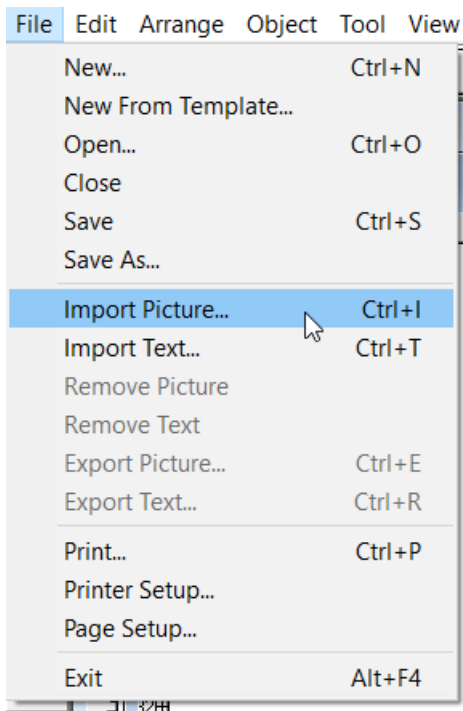 File Edit Arrange Object Tool View
New... Ctrl+N
New From Template...
Open... Ctrl+O
Close
Save Ctrl+S
Save As...
Import Picture... Ctrl+I
Import Text... Ctrl+T
Remove Picture
Remove Text
Export Picture... Ctrl+E
Export Text... Ctrl+R
Print... Ctrl+P
Printer Setup...
Page Setup...
Exit Alt+F4